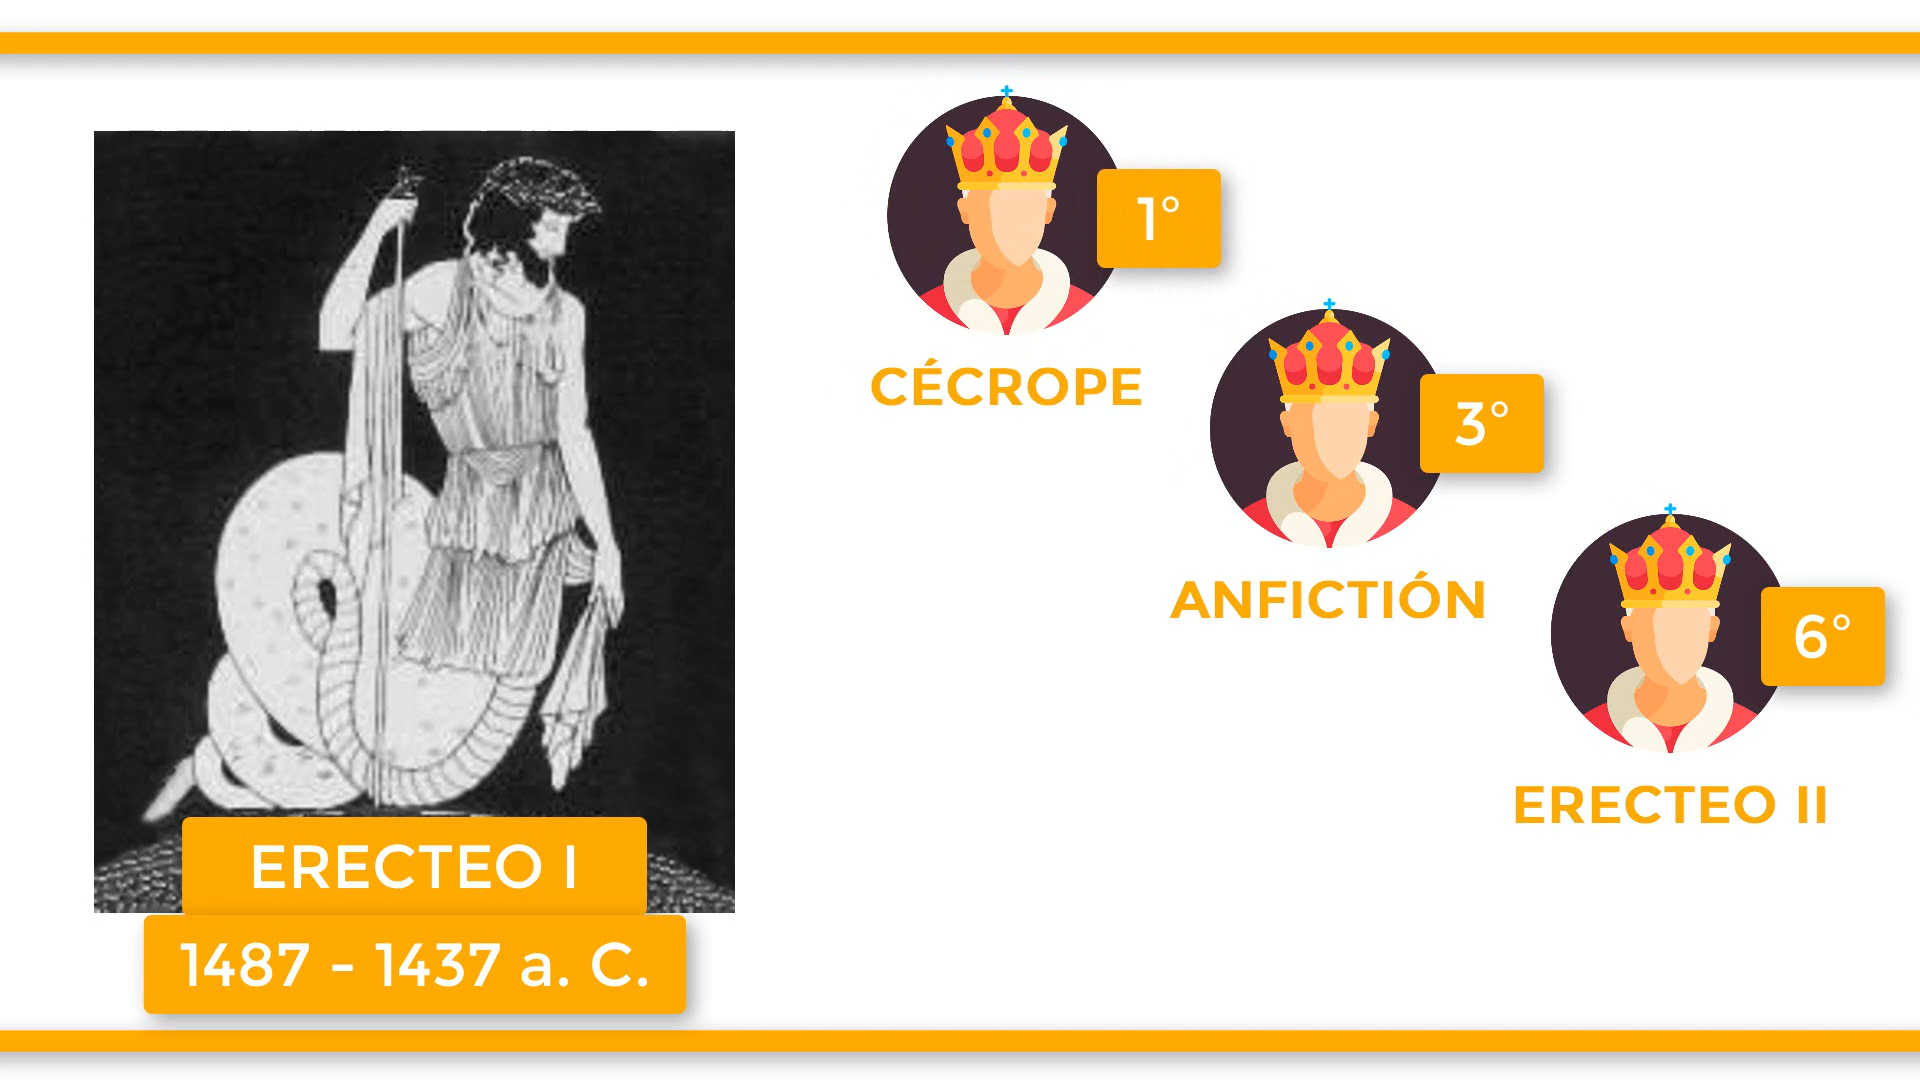 ERECTEO I
1487 - 1437 a. C.
1°
CÉCROPE
3°
ANFICTIÓN
6°
ERECTEO II